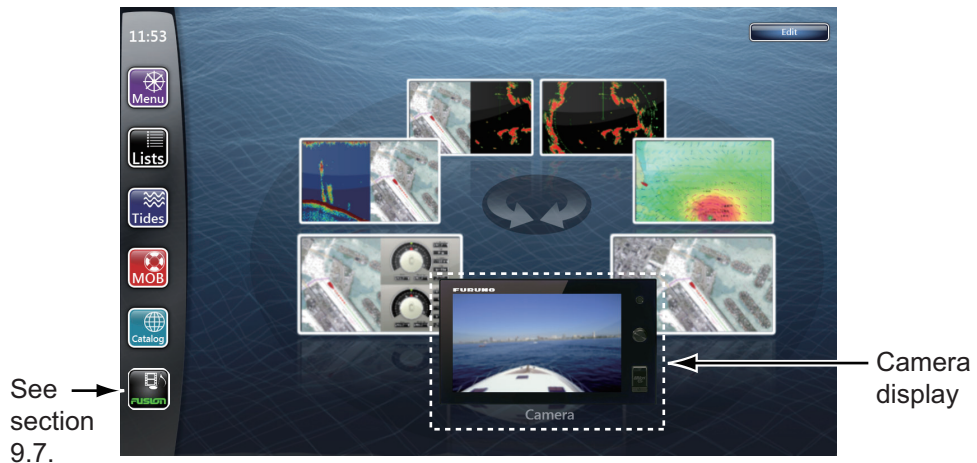 11:53
Edit
Menu
Lists
Tides
MOB
Catalog
FUSION
FURUNO
Camera
See
section
9.7.
Camera
display